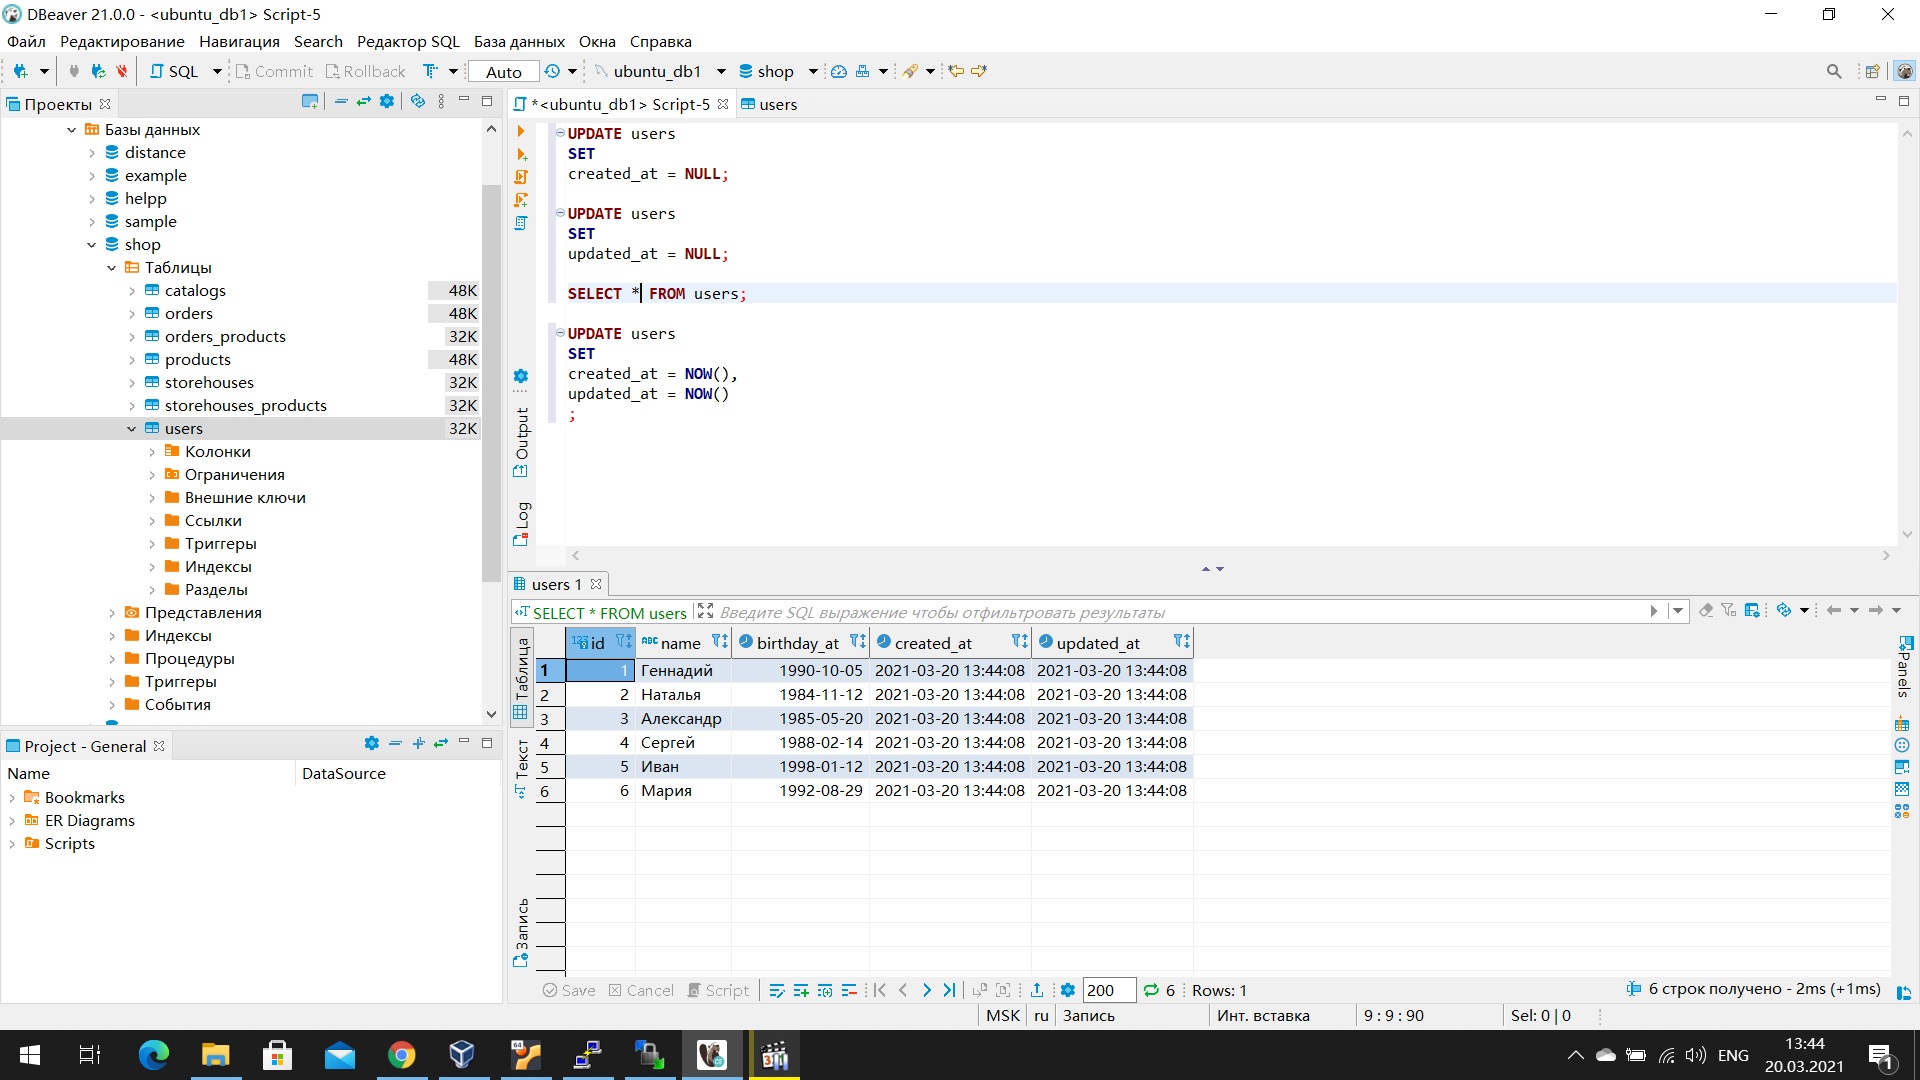 DBeaver 21.0.0 - <ubuntu_db1> Script-5
Файл Редактирование Навигация Search Редактор SQL База данных Окна Справка
SQL Commit Rollback Auto ubuntu_db1 shop
Проекты
Базы данных
distance
example
helpp
sample
shop
Таблицы
catalogs 48K
orders 48K
orders_products 32K
products 48K
storehouses 32K
storehouses_products 32K
users 32K
Колонки
Ограничения
Внешние ключи
Ссылки
Триггеры
Индексы
Разделы
Представления
Индексы
Процедуры
Триггеры
События
Project - General
Name DataSource
Bookmarks
ER Diagrams
Scripts
*<ubuntu_db1> Script-5 users
UPDATE users
SET
created_at = NULL;
UPDATE users
SET
updated_at = NULL;
SELECT * FROM users;
UPDATE users
SET
created_at = NOW(),
updated_at = NOW()
;
Output
Log
users 1
SELECT * FROM users Введите SQL выражение чтобы отфильтровать результаты
Таблица
Текст
Запись
Panels
123 id ABC name birthday_at created_at updated_at
1 1 Геннадий 1990-10-05 2021-03-20 13:44:08 2021-03-20 13:44:08
2 2 Наталья 1984-11-12 2021-03-20 13:44:08 2021-03-20 13:44:08
3 3 Александр 1985-05-20 2021-03-20 13:44:08 2021-03-20 13:44:08
4 4 Сергей 1988-02-14 2021-03-20 13:44:08 2021-03-20 13:44:08
5 5 Иван 1998-01-12 2021-03-20 13:44:08 2021-03-20 13:44:08
6 6 Мария 1992-08-29 2021-03-20 13:44:08 2021-03-20 13:44:08
Save Cancel Script 200 6 Rows: 1 6 строк получено - 2ms (+1ms)
MSK ru Запись Инт. вставка 9 : 9 : 90 Sel: 0 | 0
ENG
13:44
20.03.2021
1